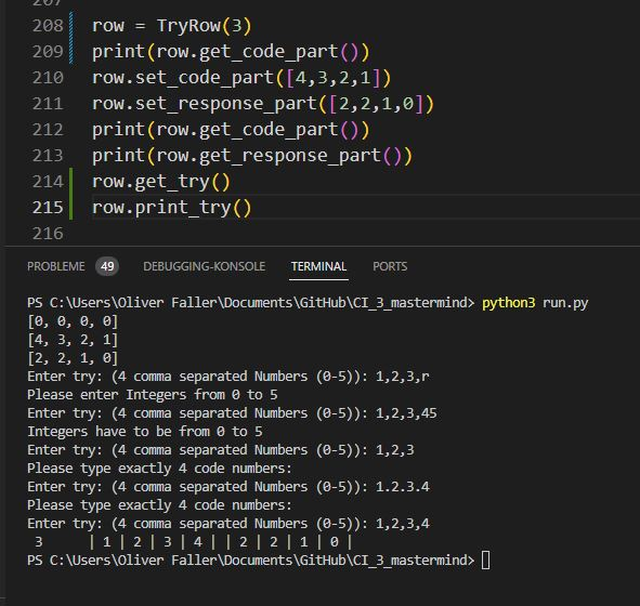 207
208 row = TryRow(3)
209 print(row.get_code_part())
210 row.set_code_part([4,3,2,1])
211 row.set_response_part([2,2,1,0])
212 print(row.get_code_part())
213 print(row.get_response_part())
214 row.get_try()
215 row.print_try()
216
PROBLEME 49 DEBUGGING-KONSOLE TERMINAL PORTS
PS C:\Users\Oliver Faller\Documents\GitHub\CI_3_mastermind> python3 run.py
[0, 0, 0, 0]
[4, 3, 2, 1]
[2, 2, 1, 0]
Enter try: (4 comma separated Numbers (0-5)): 1,2,3,r
Please enter Integers from 0 to 5
Enter try: (4 comma separated Numbers (0-5)): 1,2,3,45
Integers have to be from 0 to 5
Enter try: (4 comma separated Numbers (0-5)): 1,2,3
Please type exactly 4 code numbers:
Enter try: (4 comma separated Numbers (0-5)): 1.2.3.4
Please type exactly 4 code numbers:
Enter try: (4 comma separated Numbers (0-5)): 1,2,3,4
3 | 1 | 2 | 3 | 4 | | 2 | 2 | 1 | 0 |
PS C:\Users\Oliver Faller\Documents\GitHub\CI_3_mastermind>